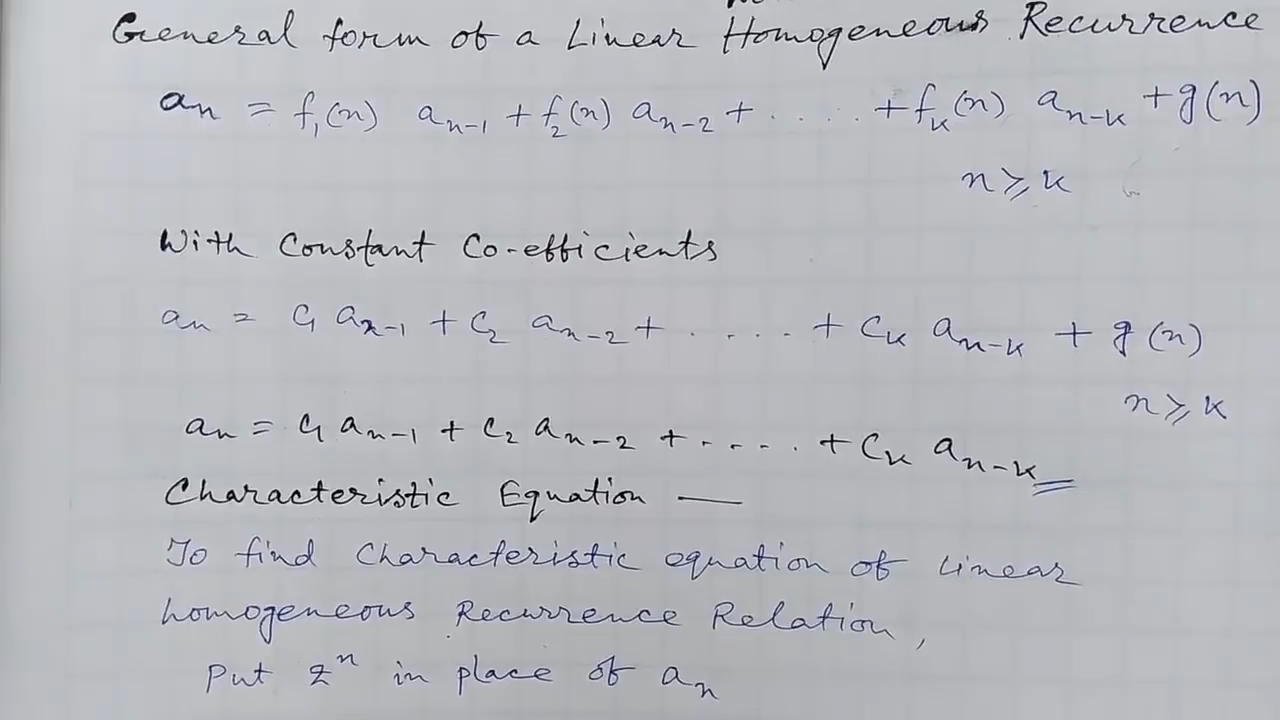 General form of a Linear Homogeneous Recurrence
aₙ = f₁(n) aₙ₋₁ + f₂(n) aₙ₋₂ + ..... + fₖ(n) aₙ₋ₖ + g(n)
n ⩾ k
With Constant Co-efficients
aₙ = c₁ aₙ₋₁ + c₂ aₙ₋₂ + ..... + cₖ aₙ₋ₖ + g(n)
n ⩾ k
aₙ = c₁ aₙ₋₁ + c₂ aₙ₋₂ + ..... + cₖ aₙ₋ₖ
Characteristic Equation —
To find Characteristic equation of Linear
homogeneous Recurrence Relation,
Put zⁿ in place of aₙ